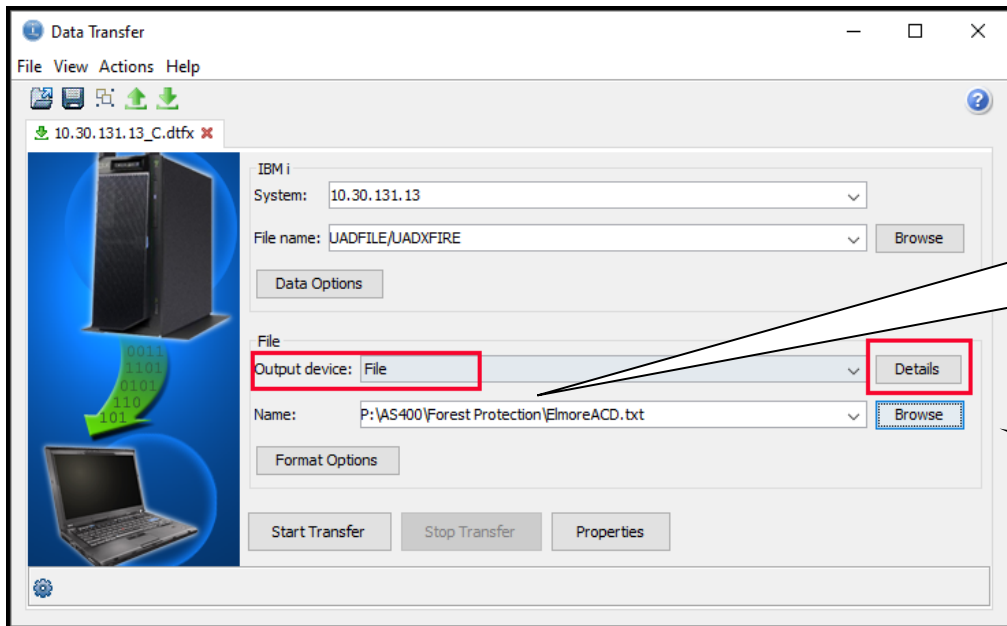 Data Transfer
File View Actions Help
10.30.131.13_C.dtfx
IBM i
System: 10.30.131.13
File name: UADFILE/UADXFIRE Browse
Data Options
File
Output device: File Details
Name: P:\AS400\Forest Protection\ElmoreACD.txt Browse
Format Options
Start Transfer Stop Transfer Properties
0011
1101
0101
110
101